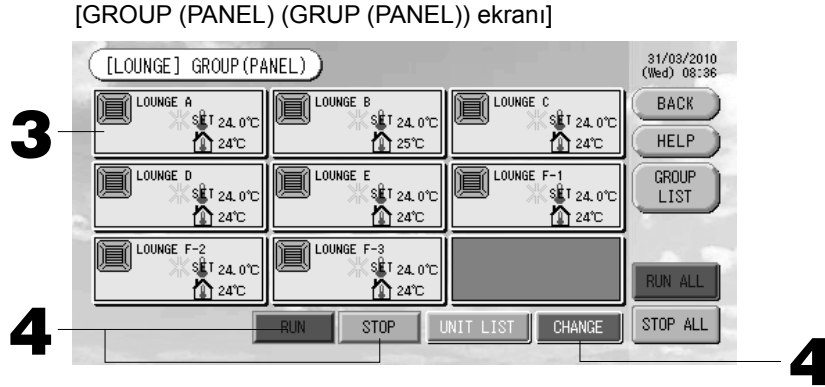 [GROUP (PANEL) (GRUP (PANEL)) ekranı]
[LOUNGE] GROUP(PANEL)
31/03/2010
(Wed) 08:36
LOUNGE A
SET 24.0℃
24℃
LOUNGE B
SET 24.0℃
25℃
LOUNGE C
SET 24.0℃
24℃
BACK
HELP
3
LOUNGE D
SET 24.0℃
24℃
LOUNGE E
SET 24.0℃
24℃
LOUNGE F-1
SET 24.0℃
24℃
GROUP
LIST
LOUNGE F-2
SET 24.0℃
24℃
LOUNGE F-3
SET 24.0℃
24℃
RUN ALL
4
RUN
STOP
UNIT LIST
CHANGE
STOP ALL
4